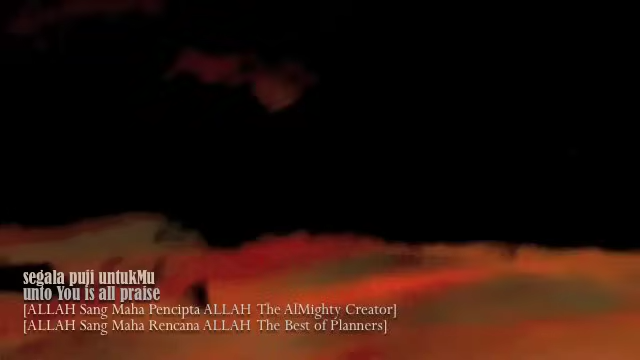 segala puji untukMu
unto You is all praise
[ALLAH Sang Maha Pencipta ALLAH The AlMighty Creator]
[ALLAH Sang Maha Rencana ALLAH The Best of Planners]